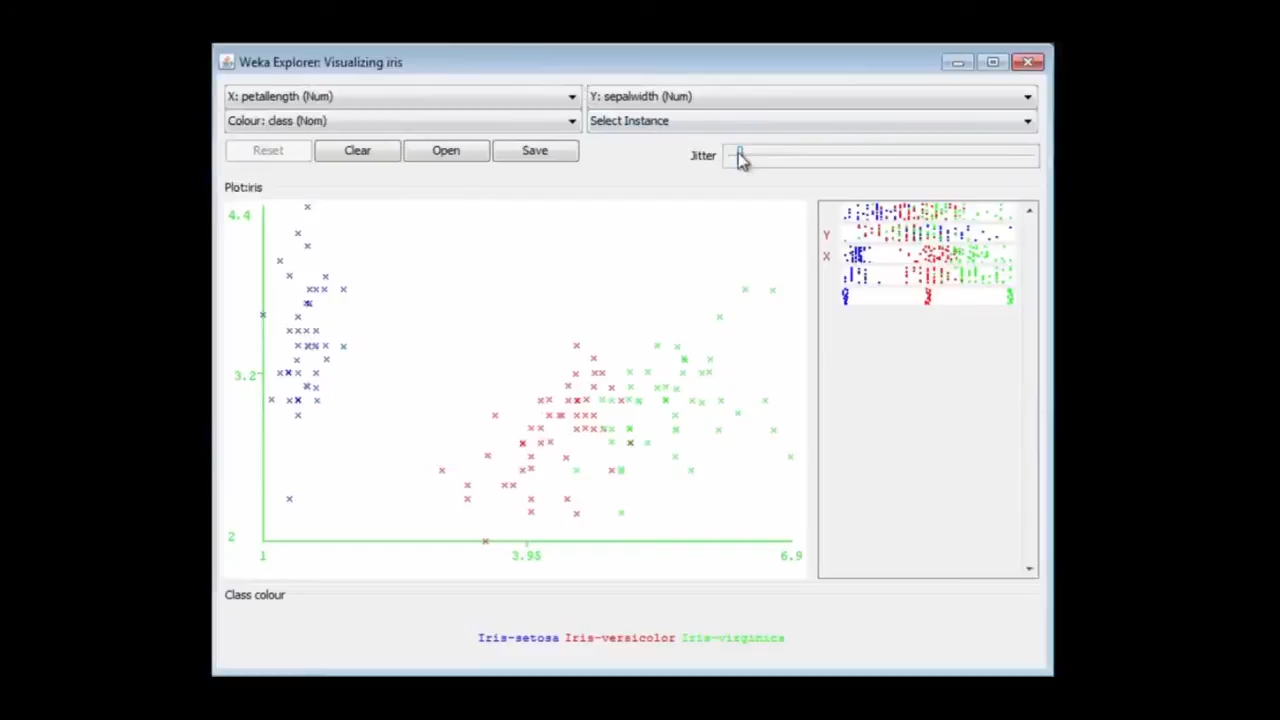 Weka Explorer: Visualizing iris
X: petallength (Num) Y: sepalwidth (Num)
Colour: class (Nom) Select Instance
Reset Clear Open Save Jitter
Plot:iris
4.4
Y
X
3.2
2
1 3.95 6.9
Class colour
Iris-setosa Iris-versicolor Iris-virginica